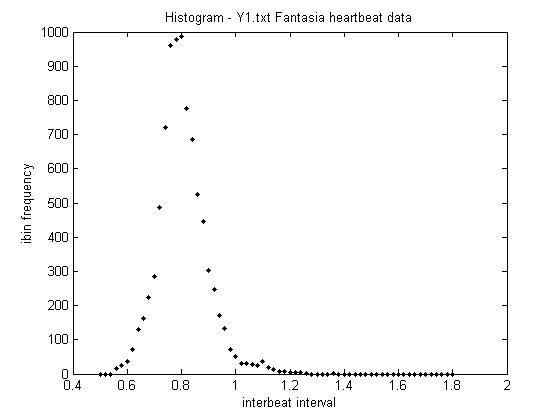 Histogram - Y1.txt Fantasia heartbeat data
1000
900
800
700
600
500
400
300
200
100
0
ibin frequency
0.4 0.6 0.8 1 1.2 1.4 1.6 1.8 2
interbeat interval